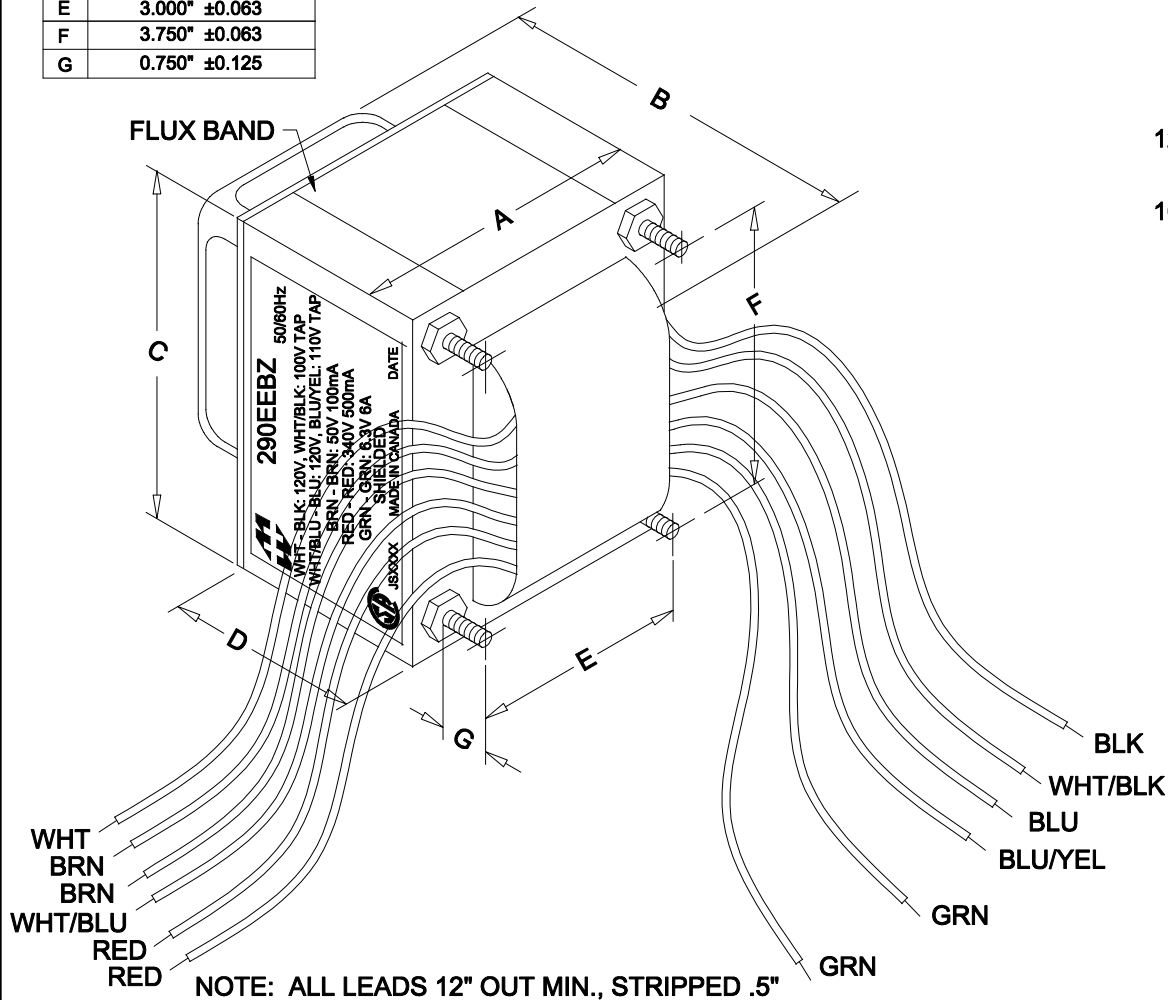 E 3.000" ±0.063
F 3.750" ±0.063
G 0.750" ±0.125
FLUX BAND
B
A
F
C
290EEBZ
50/60Hz
WHT - BLK: 120V, WHT/BLK: 100V TAP
WHT/BLU - BLU: 120V, BLU/YEL: 110V TAP
BRN - BRN: 50V 100mA
RED - RED: 340V 500mA
GRN - GRN: 6.3V 6A
SHIELDED
JSXXXX MADE IN CANADA DATE
D
E
G
BLK
WHT/BLK
BLU
BLU/YEL
GRN
GRN
WHT
BRN
BRN
WHT/BLU
RED
RED
NOTE: ALL LEADS 12" OUT MIN., STRIPPED .5"